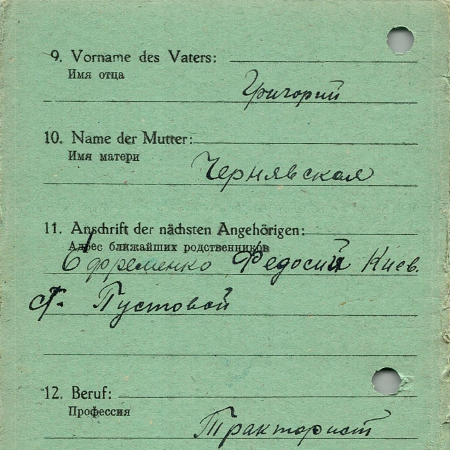 9. Vorname des Vaters:
Имя отца
Григорий
10. Name der Mutter:
Имя матери
Чернявская
11. Anschrift der nächsten Angehörigen:
Адрес ближайших родственников
Ефременко Федосий Киев.
Пустовой
12. Beruf:
Профессия
Тракторист